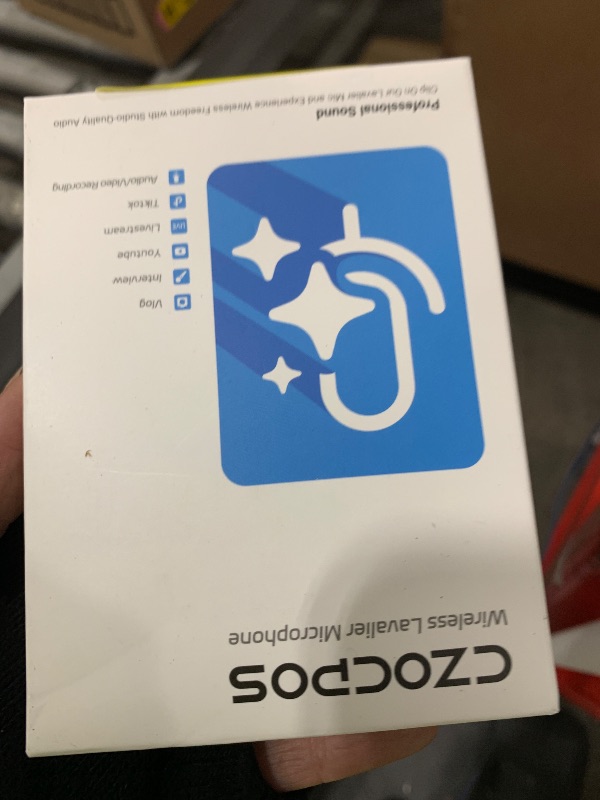 CZOCPOS
Wireless Lavalier Microphone
Vlog
Interview
Youtube
Livestream
Tiktok
Audio/Video Recording
Professional Sound
Clip On Our Lavalier Mic and Experience Wireless Freedom with Studio-Quality Audio